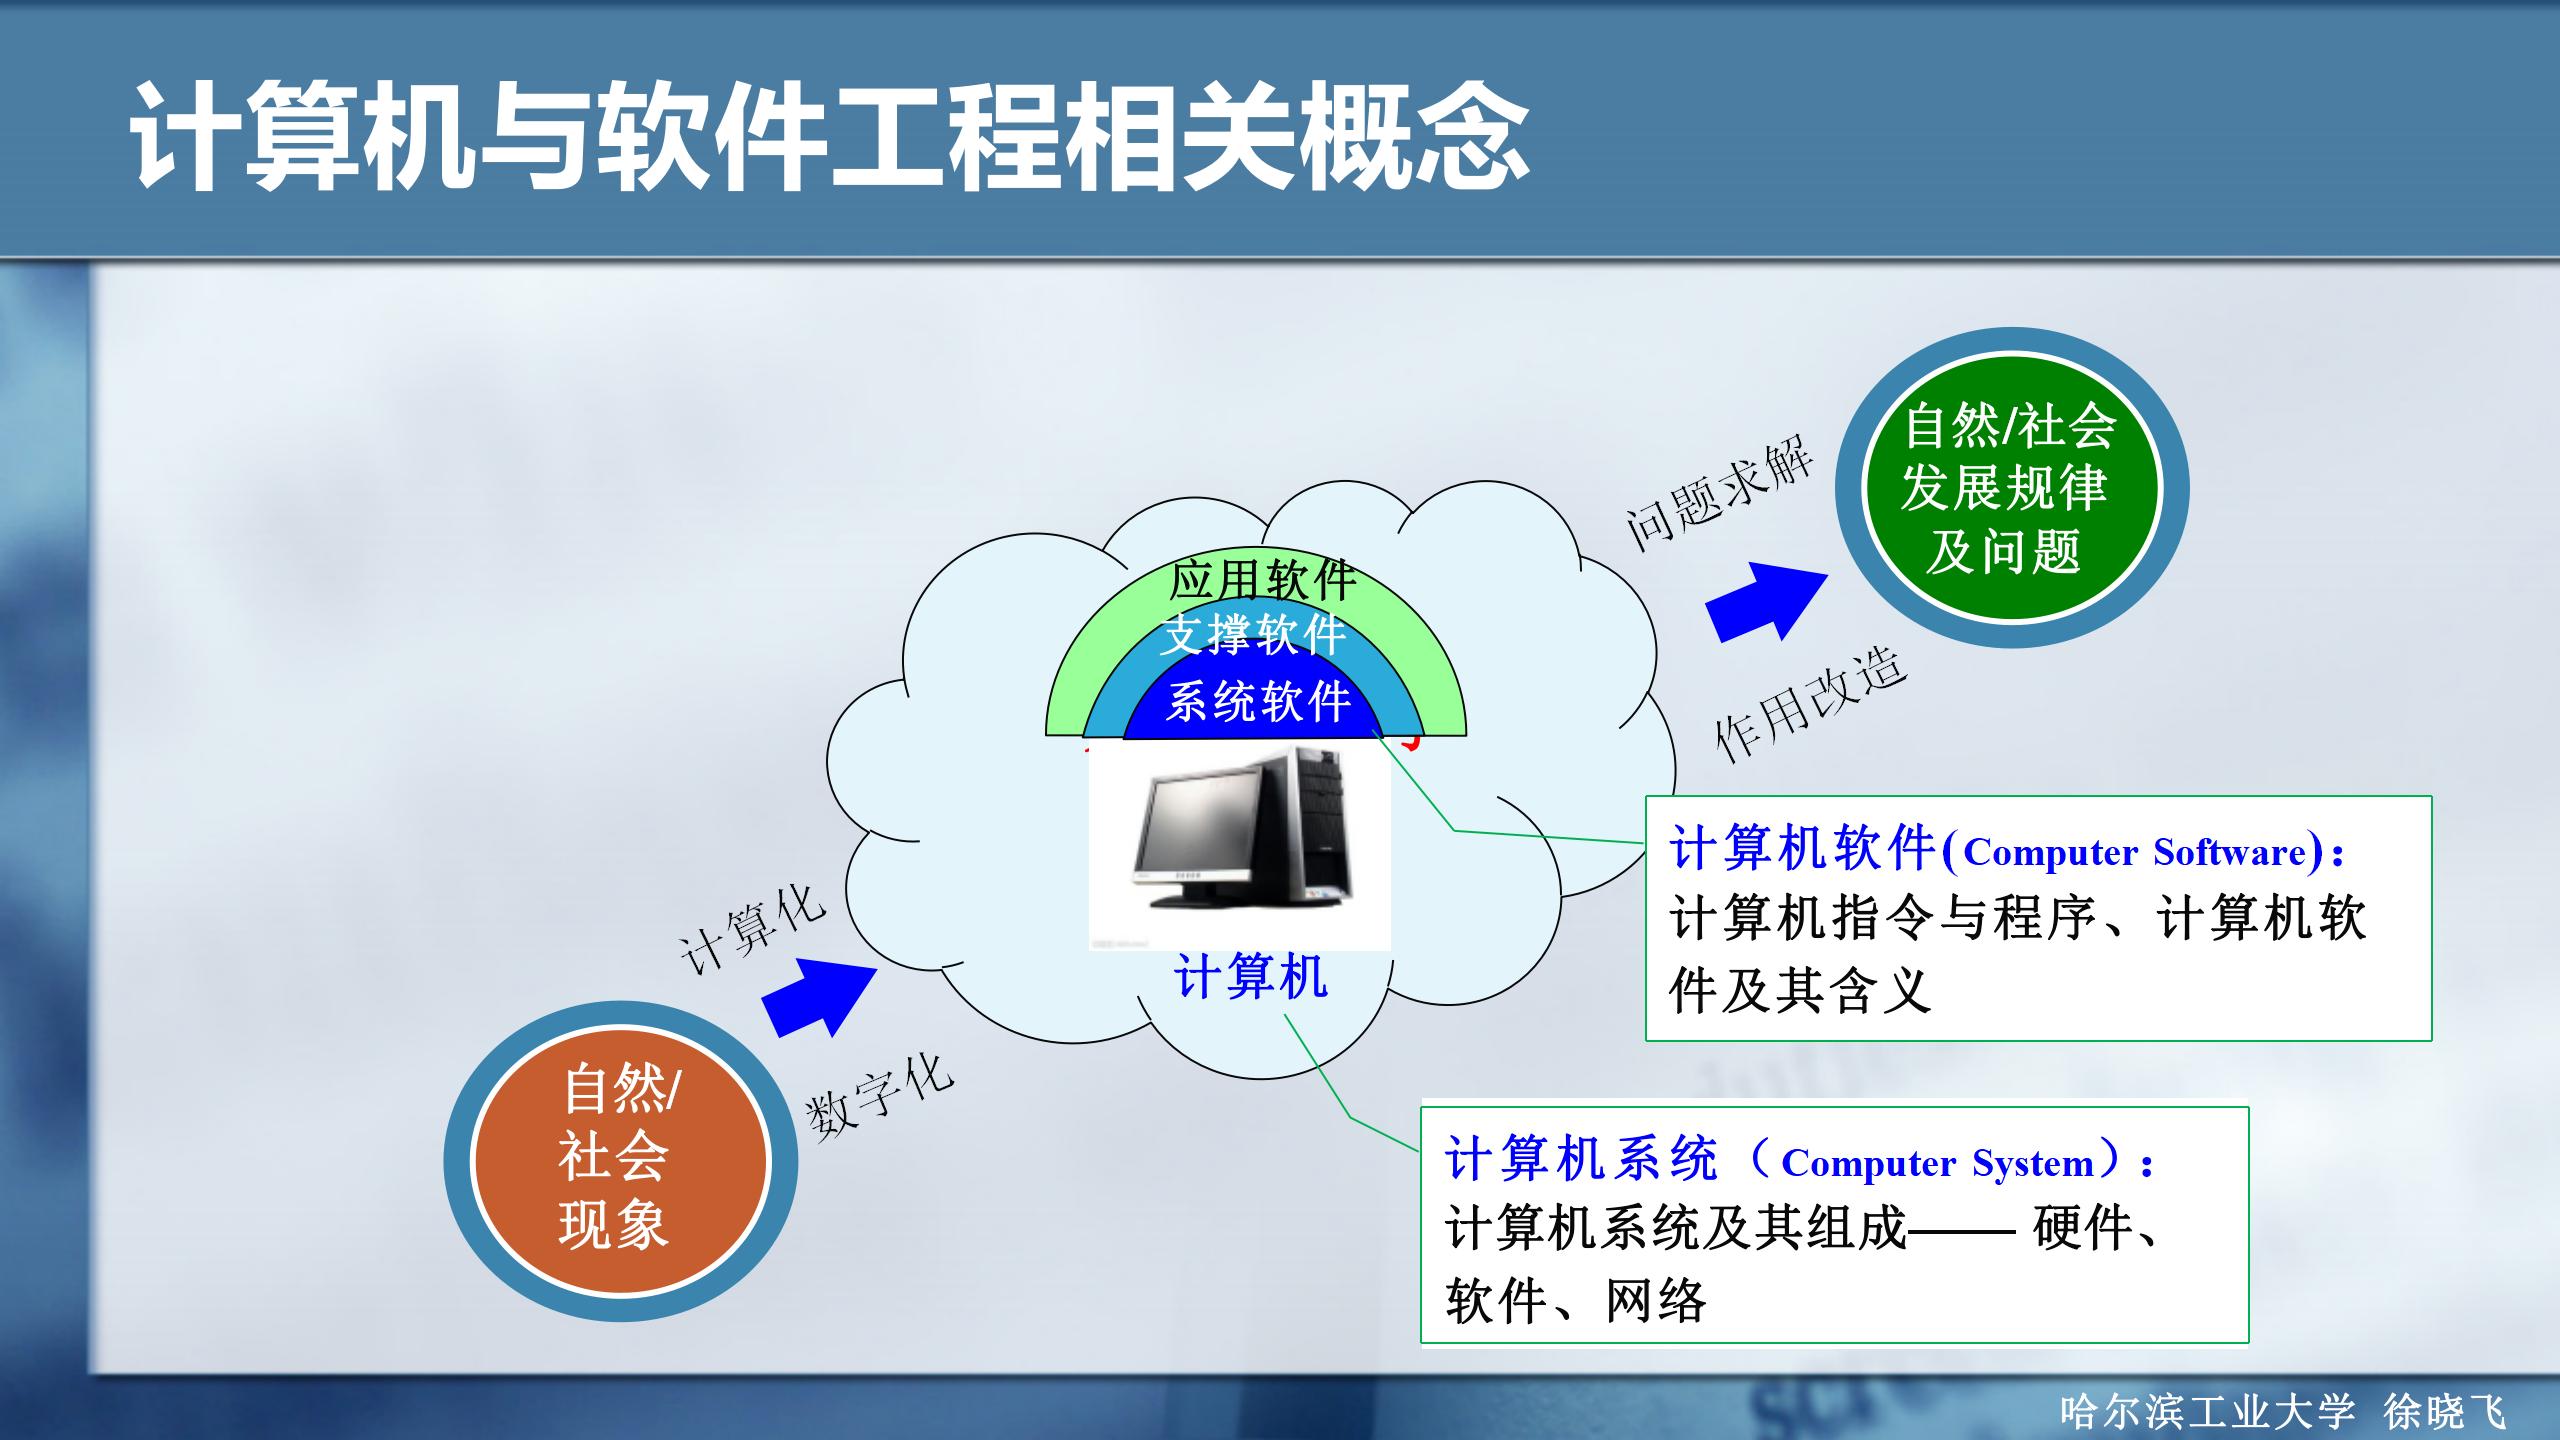 计算机与软件工程相关概念
自然/社会
发展规律
及问题
问题求解
作用改造
应用软件
支撑软件
系统软件
计算机
计算机软件(Computer Software)：
计算机指令与程序、计算机软
件及其含义
计算化
数字化
自然/
社会
现象
计算机系统（Computer System）：
计算机系统及其组成—— 硬件、
软件、网络
哈尔滨工业大学 徐晓飞